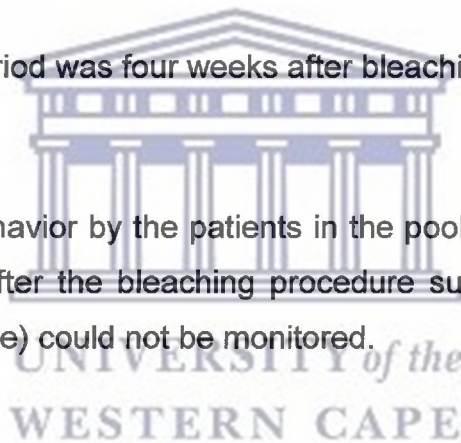 riod was four weeks after bleachi
havior by the patients in the pool
fter the bleaching procedure su
e) could not be monitored.
UNIVERSITY of the
WESTERN CAPE